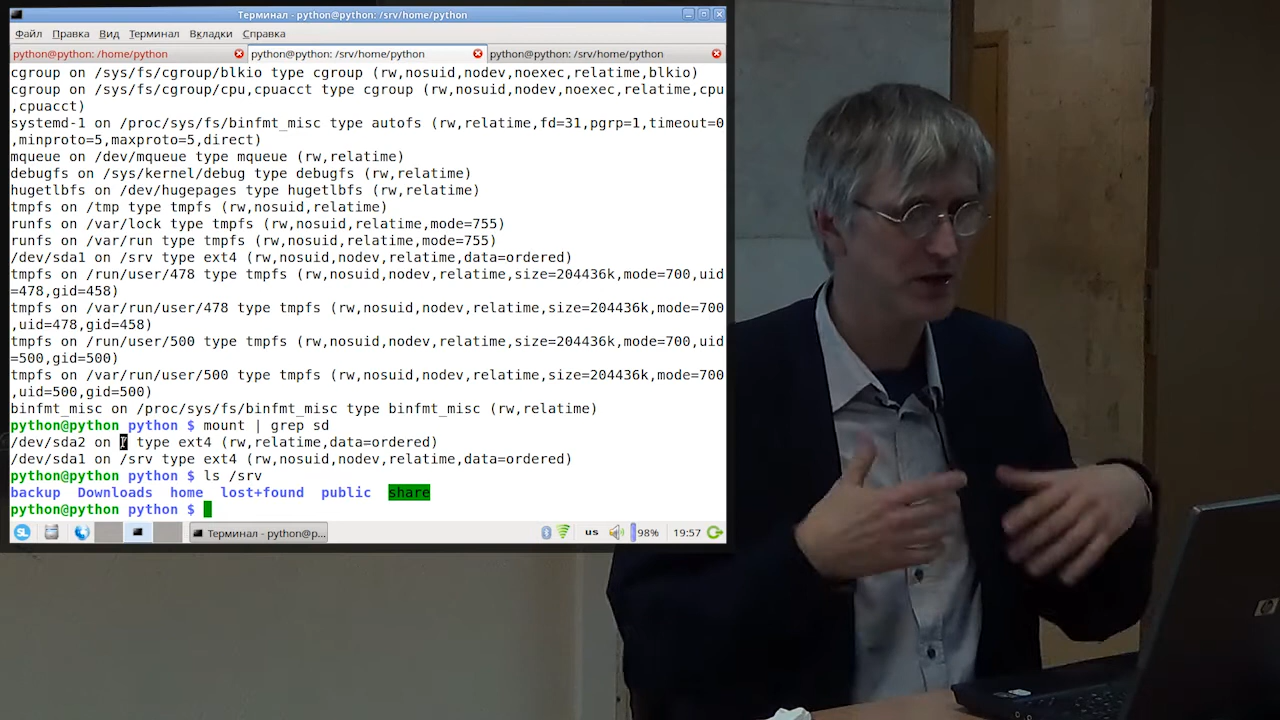 Терминал - python@python: /srv/home/python
Файл Правка Вид Терминал Вкладки Справка
python@python: /home/python python@python: /srv/home/python python@python: /srv/home/python
cgroup on /sys/fs/cgroup/blkio type cgroup (rw,nosuid,nodev,noexec,relatime,blkio)
cgroup on /sys/fs/cgroup/cpu,cpuacct type cgroup (rw,nosuid,nodev,noexec,relatime,cpu
,cpuacct)
systemd-1 on /proc/sys/fs/binfmt_misc type autofs (rw,relatime,fd=31,pgrp=1,timeout=0
,minproto=5,maxproto=5,direct)
mqueue on /dev/mqueue type mqueue (rw,relatime)
debugfs on /sys/kernel/debug type debugfs (rw,relatime)
hugetlbfs on /dev/hugepages type hugetlbfs (rw,relatime)
tmpfs on /tmp type tmpfs (rw,nosuid,relatime)
runfs on /var/lock type tmpfs (rw,nosuid,relatime,mode=755)
runfs on /var/run type tmpfs (rw,nosuid,relatime,mode=755)
/dev/sda1 on /srv type ext4 (rw,nosuid,nodev,relatime,data=ordered)
tmpfs on /run/user/478 type tmpfs (rw,nosuid,nodev,relatime,size=204436k,mode=700,uid
=478,gid=458)
tmpfs on /var/run/user/478 type tmpfs (rw,nosuid,nodev,relatime,size=204436k,mode=700
,uid=478,gid=458)
tmpfs on /run/user/500 type tmpfs (rw,nosuid,nodev,relatime,size=204436k,mode=700,uid
=500,gid=500)
tmpfs on /var/run/user/500 type tmpfs (rw,nosuid,nodev,relatime,size=204436k,mode=700
,uid=500,gid=500)
binfmt_misc on /proc/sys/fs/binfmt_misc type binfmt_misc (rw,relatime)
python@python python $ mount | grep sd
/dev/sda2 on / type ext4 (rw,relatime,data=ordered)
/dev/sda1 on /srv type ext4 (rw,nosuid,nodev,relatime,data=ordered)
python@python python $ ls /srv
backup Downloads home lost+found public share
python@python python $
Терминал - python@p... us 98% 19:57
hp